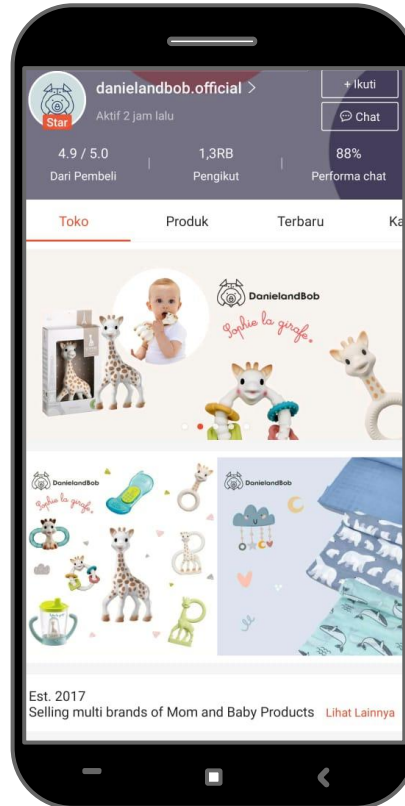 danielandbob.official >
+ Ikuti
Star
Aktif 2 jam lalu
Chat
4.9 / 5.0
1,3RB
88%
Dari Pembeli
Pengikut
Performa chat
Toko
Produk
Terbaru
Ka
DanielandBob
Sophie la girafe
DanielandBob
Sophie la girafe
DanielandBob
Est. 2017
Selling multi brands of Mom and Baby Products
Lihat Lainnya